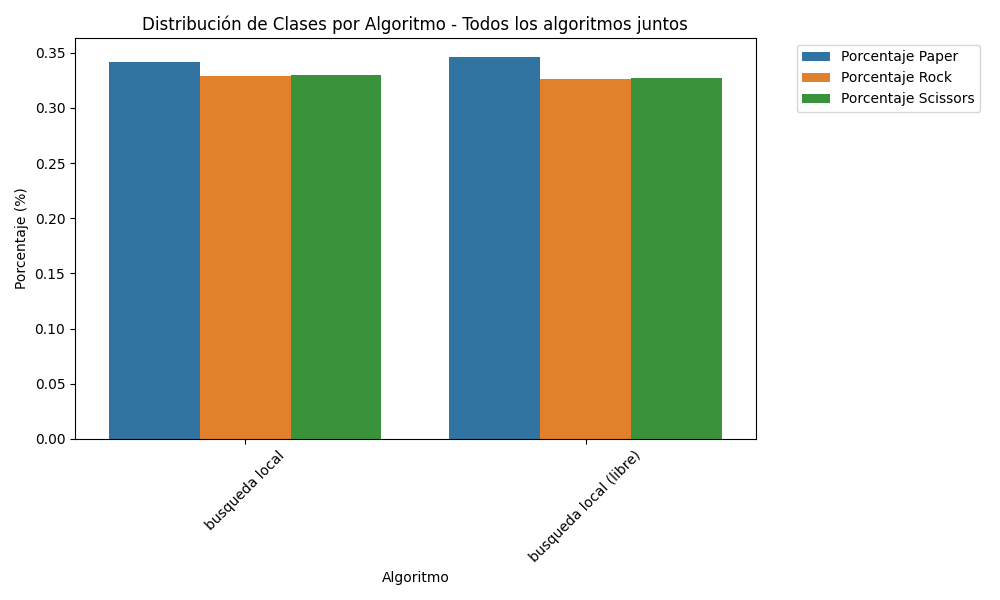 Distribución de Clases por Algoritmo - Todos los algoritmos juntos
Porcentaje Paper
Porcentaje Rock
Porcentaje Scissors
Porcentaje (%)
0.35
0.30
0.25
0.20
0.15
0.10
0.05
0.00
busqueda local
busqueda local (libre)
Algoritmo